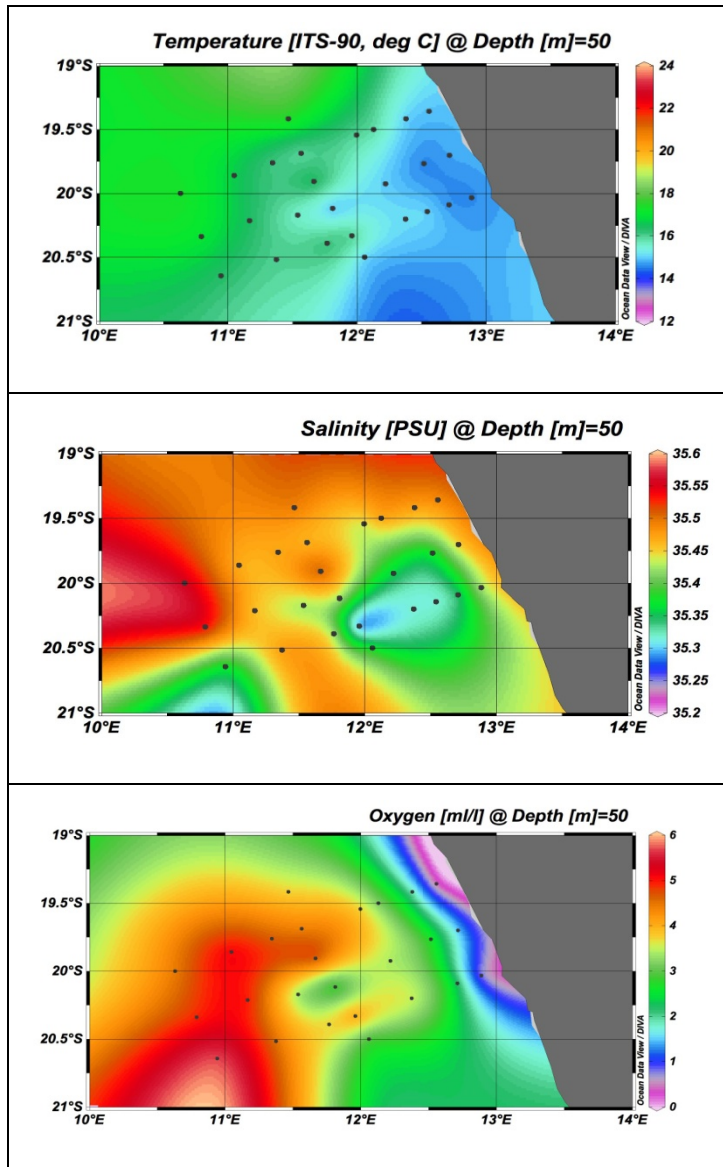 Temperature [ITS-90, deg C] @ Depth [m]=50
19°S
19.5°S
20°S
20.5°S
21°S
10°E 11°E 12°E 13°E 14°E
24
22
20
18
16
14
12
Ocean Data View / DIVA
Salinity [PSU] @ Depth [m]=50
19°S
19.5°S
20°S
20.5°S
21°S
10°E 11°E 12°E 13°E 14°E
35.6
35.55
35.5
35.45
35.4
35.35
35.3
35.25
35.2
Ocean Data View / DIVA
Oxygen [ml/l] @ Depth [m]=50
19°S
19.5°S
20°S
20.5°S
21°S
10°E 11°E 12°E 13°E 14°E
6
5
4
3
2
1
0
Ocean Data View / DIVA